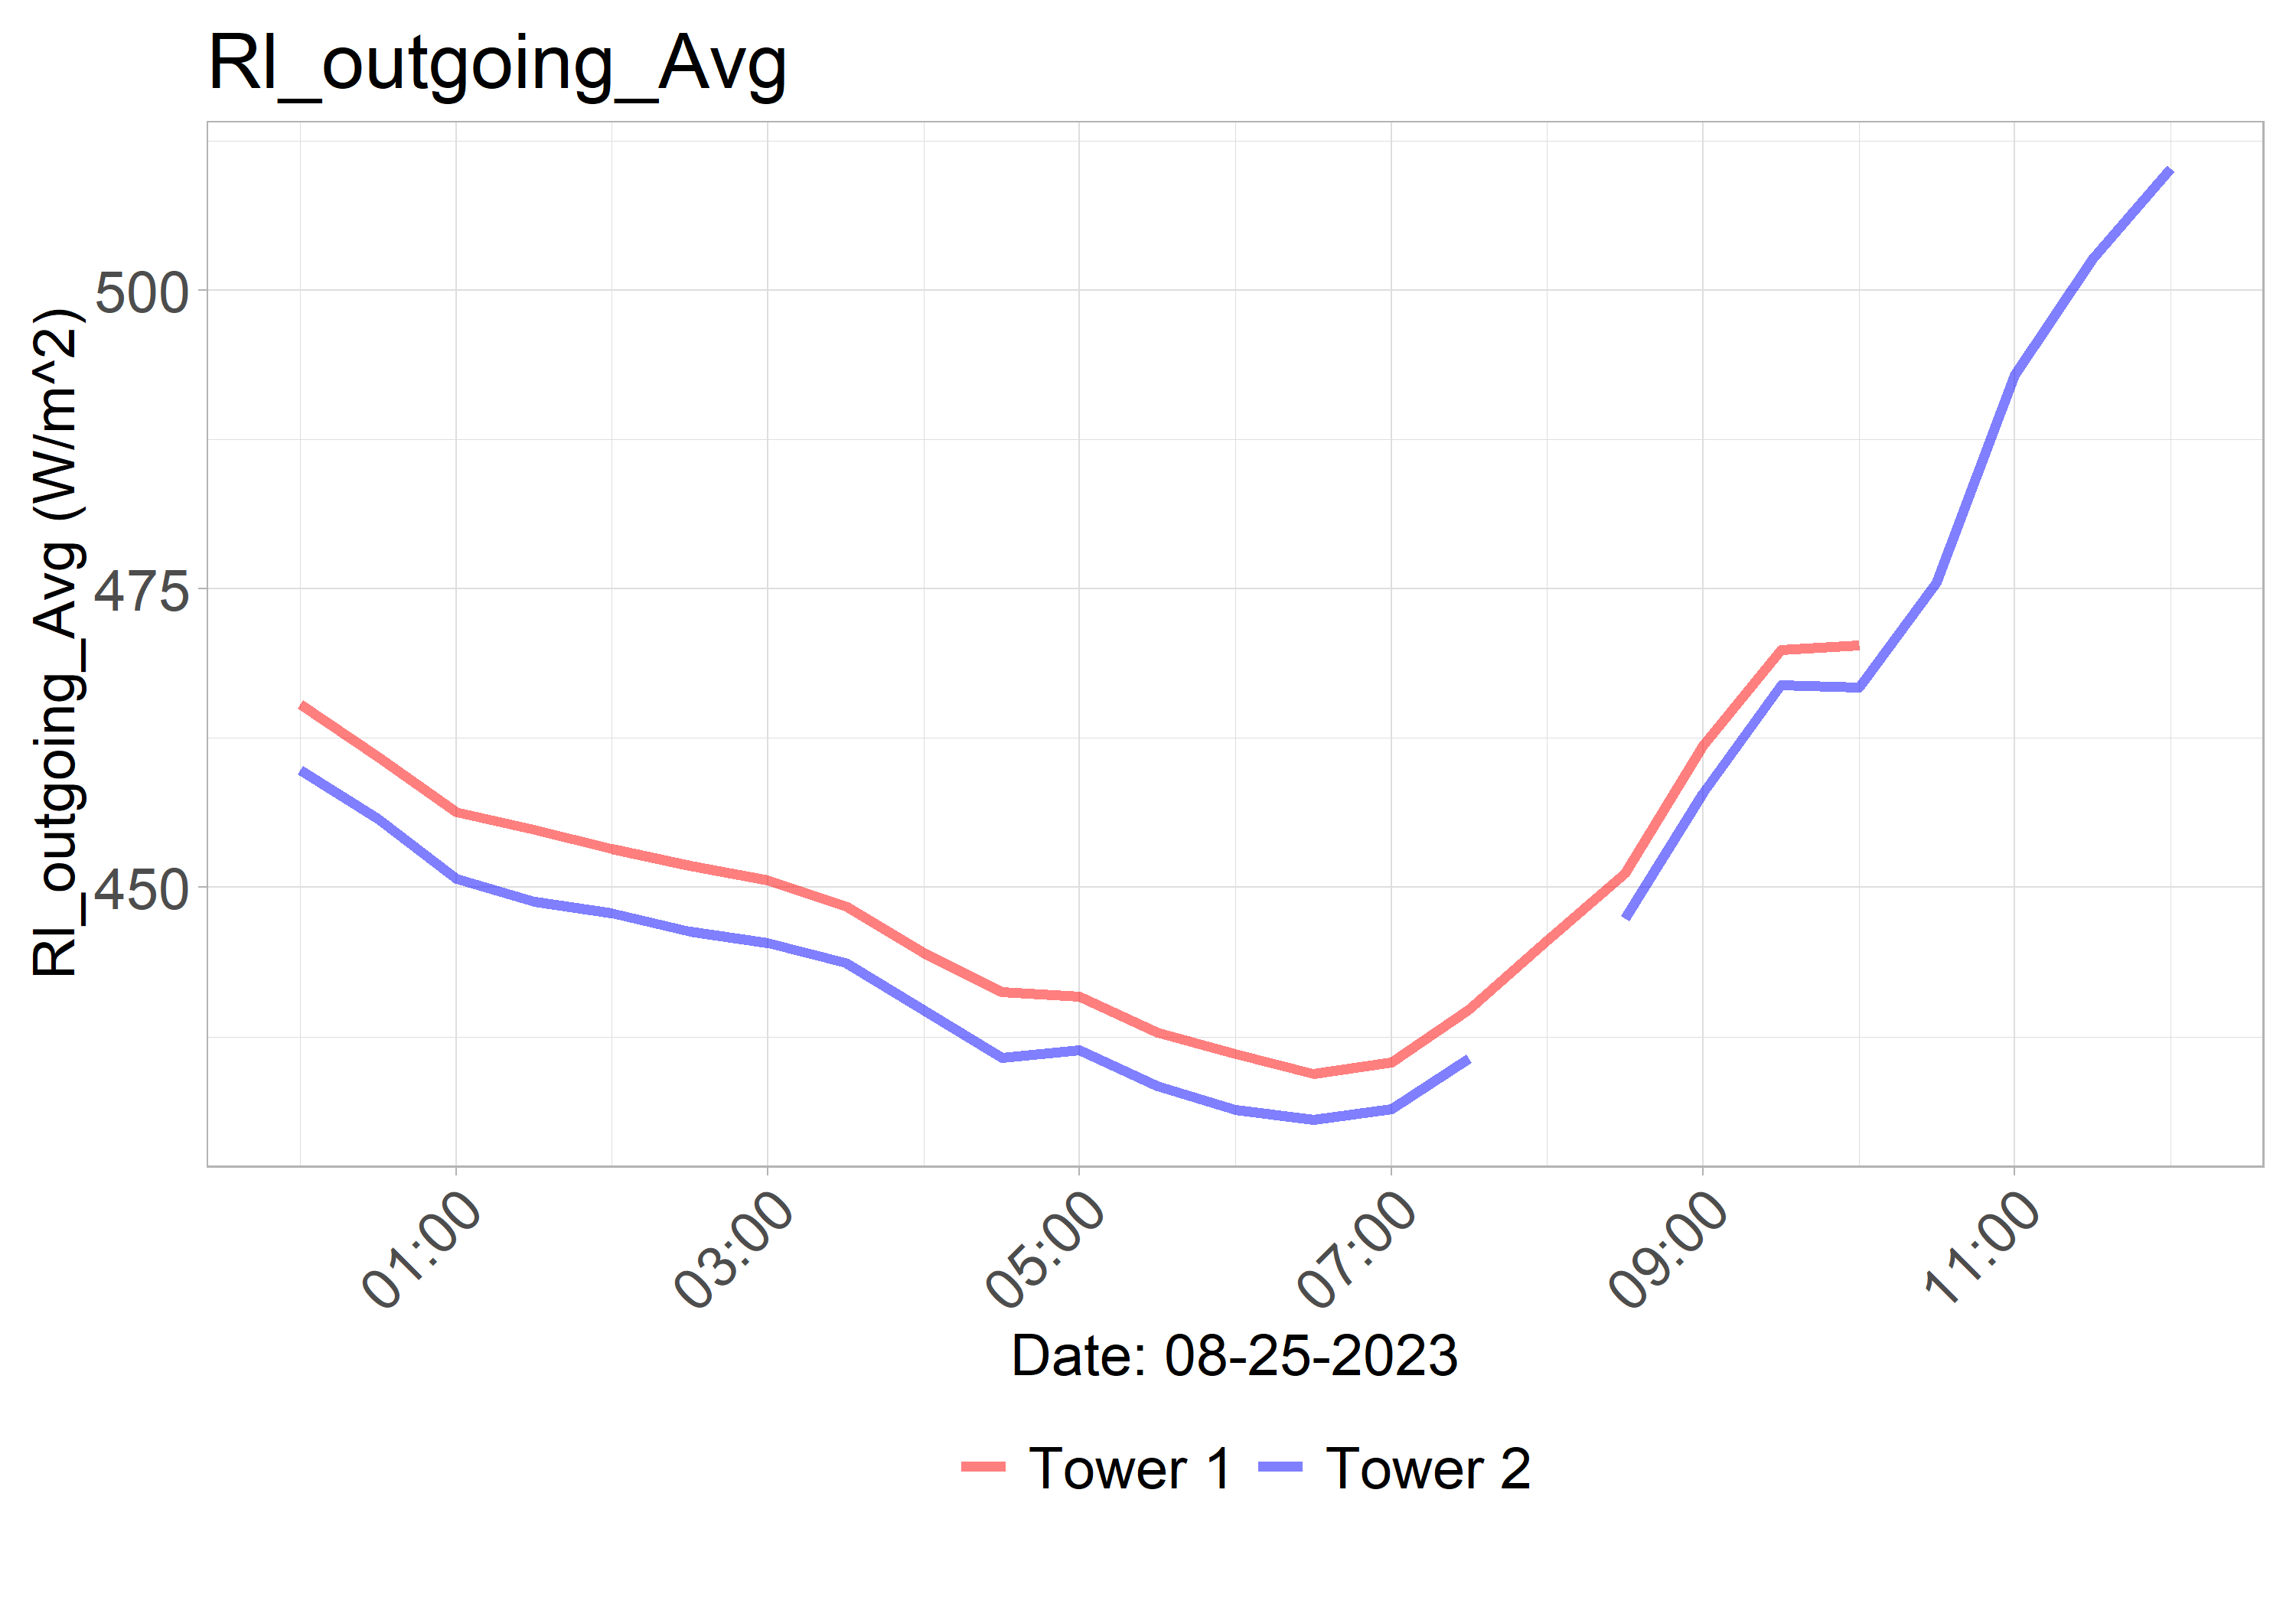 Rl_outgoing_Avg
Rl_outgoing_Avg (W/m^2)
500
475
450
01:00 03:00 05:00 07:00 09:00 11:00
Date: 08-25-2023
Tower 1 Tower 2